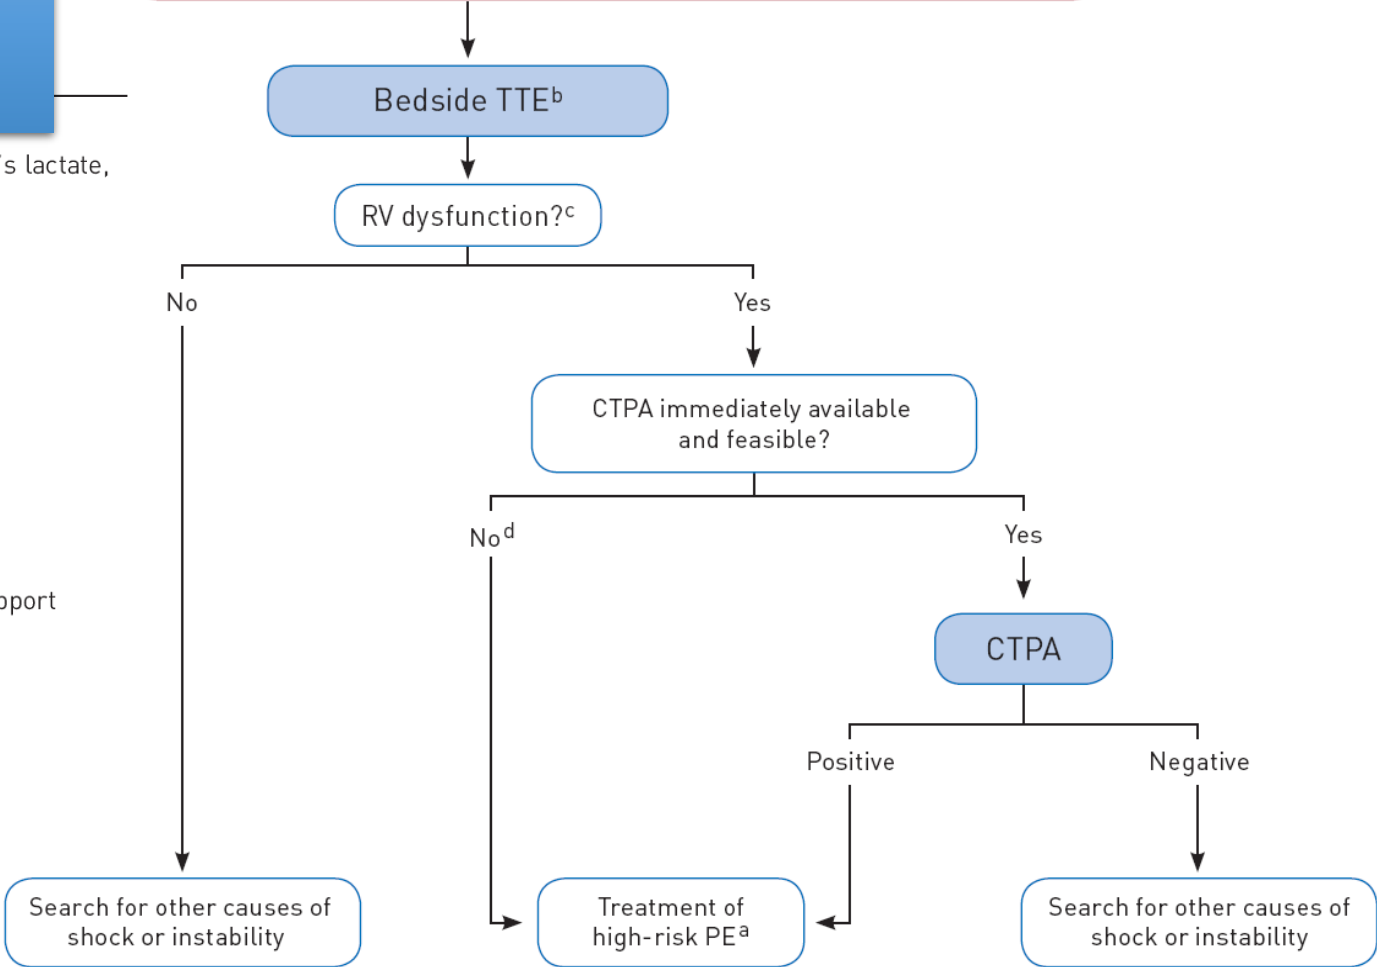 Bedside TTEb
's lactate,
RV dysfunction?c
No
Yes
CTPA immediately available
and feasible?
Nod
Yes
CTPA
Positive
Negative
Search for other causes of
shock or instability
Treatment of
high-risk PEa
Search for other causes of
shock or instability